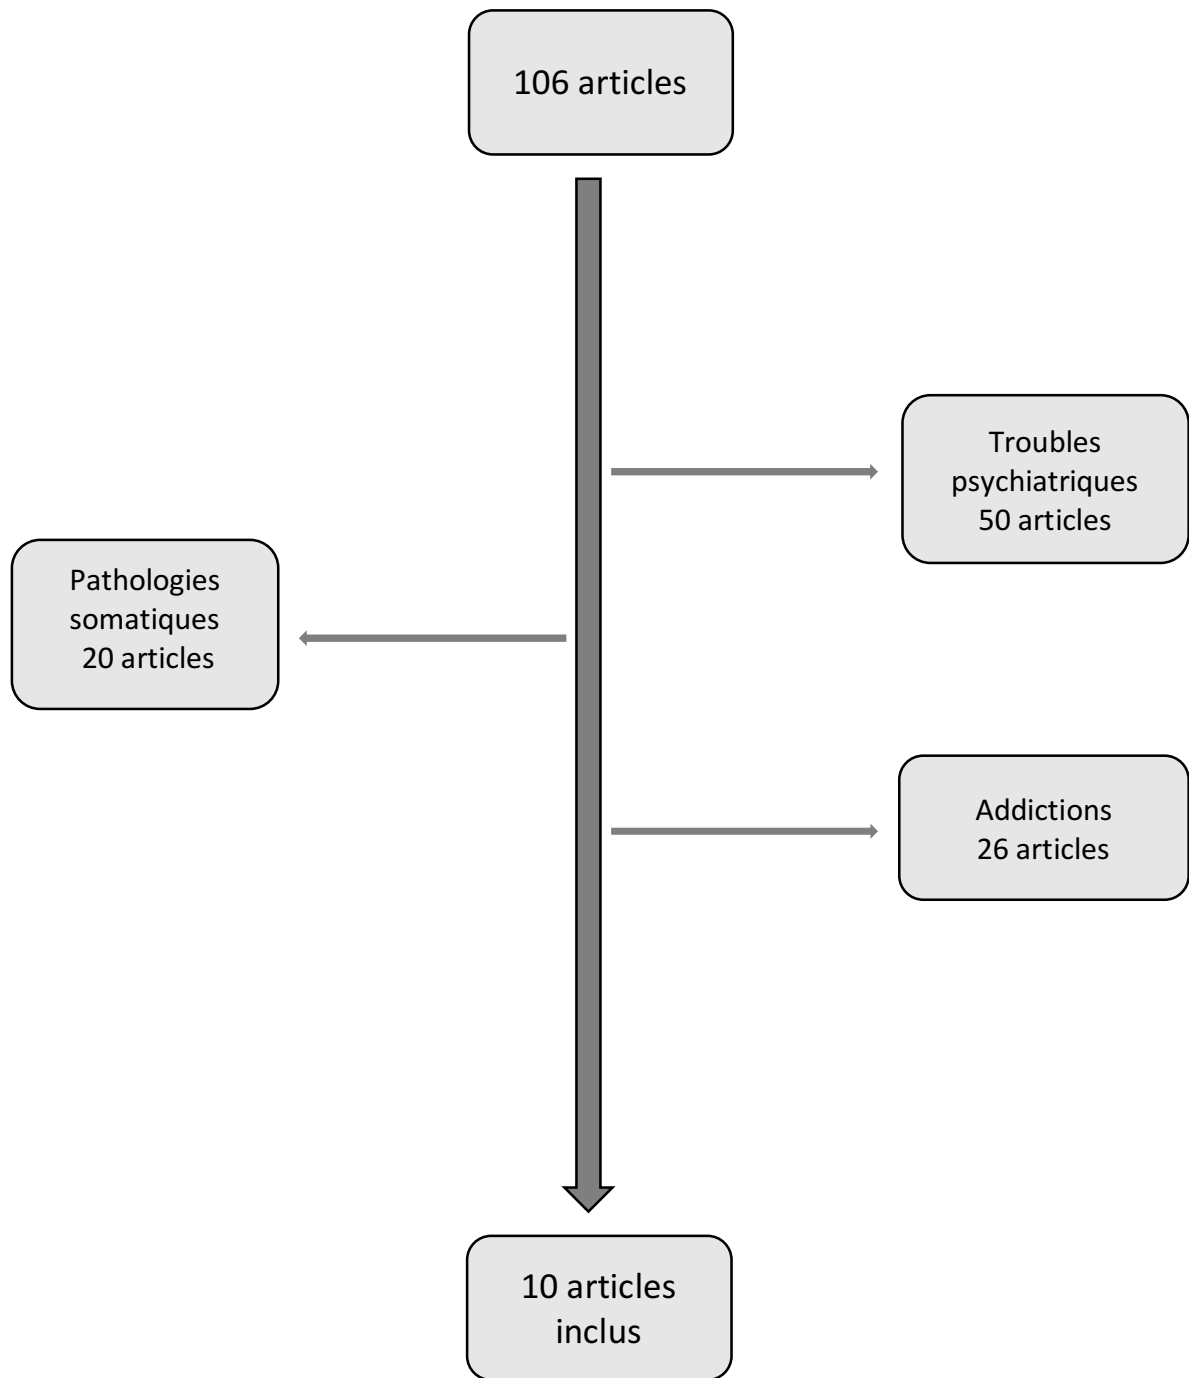 106 articles
Troubles
psychiatriques
50 articles
Pathologies
somatiques
20 articles
Addictions
26 articles
10 articles
inclus